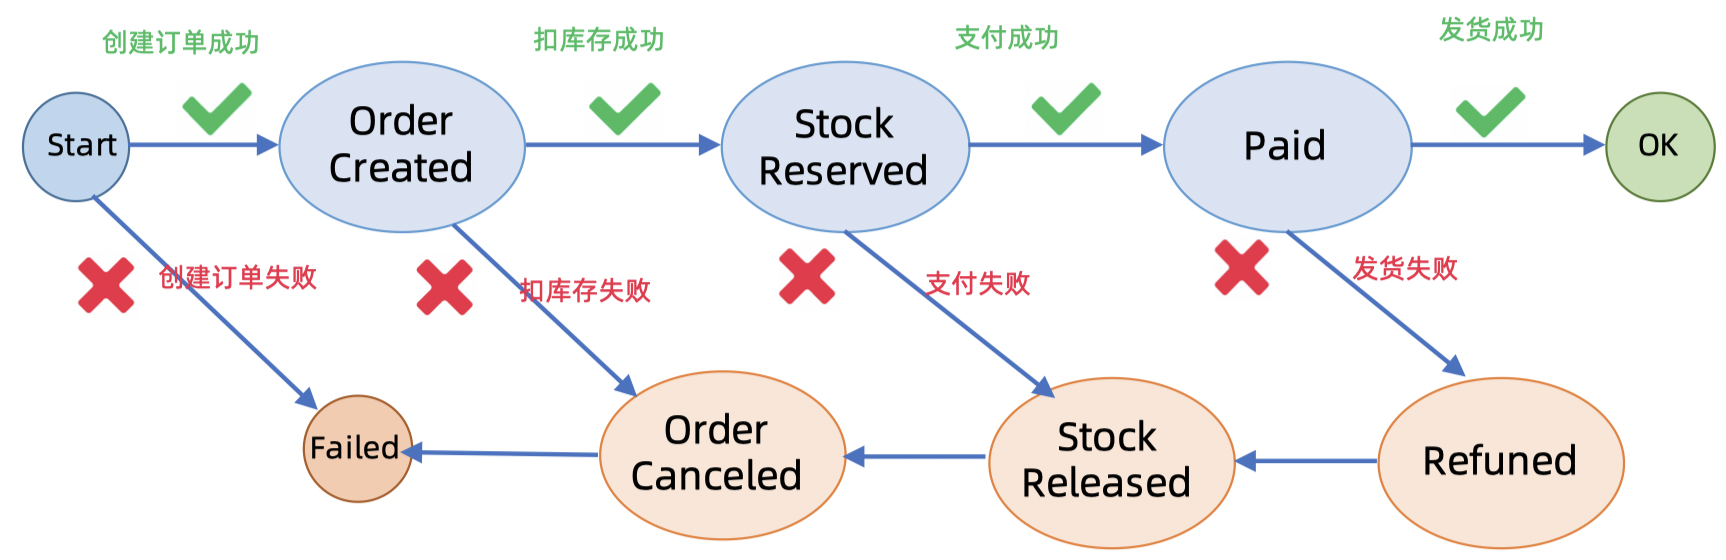 创建订单成功
扣库存成功
支付成功
发货成功
Start
Order
Created
Stock
Reserved
Paid
OK
创建订单失败
扣库存失败
支付失败
发货失败
Failed
Order
Canceled
Stock
Released
Refuned